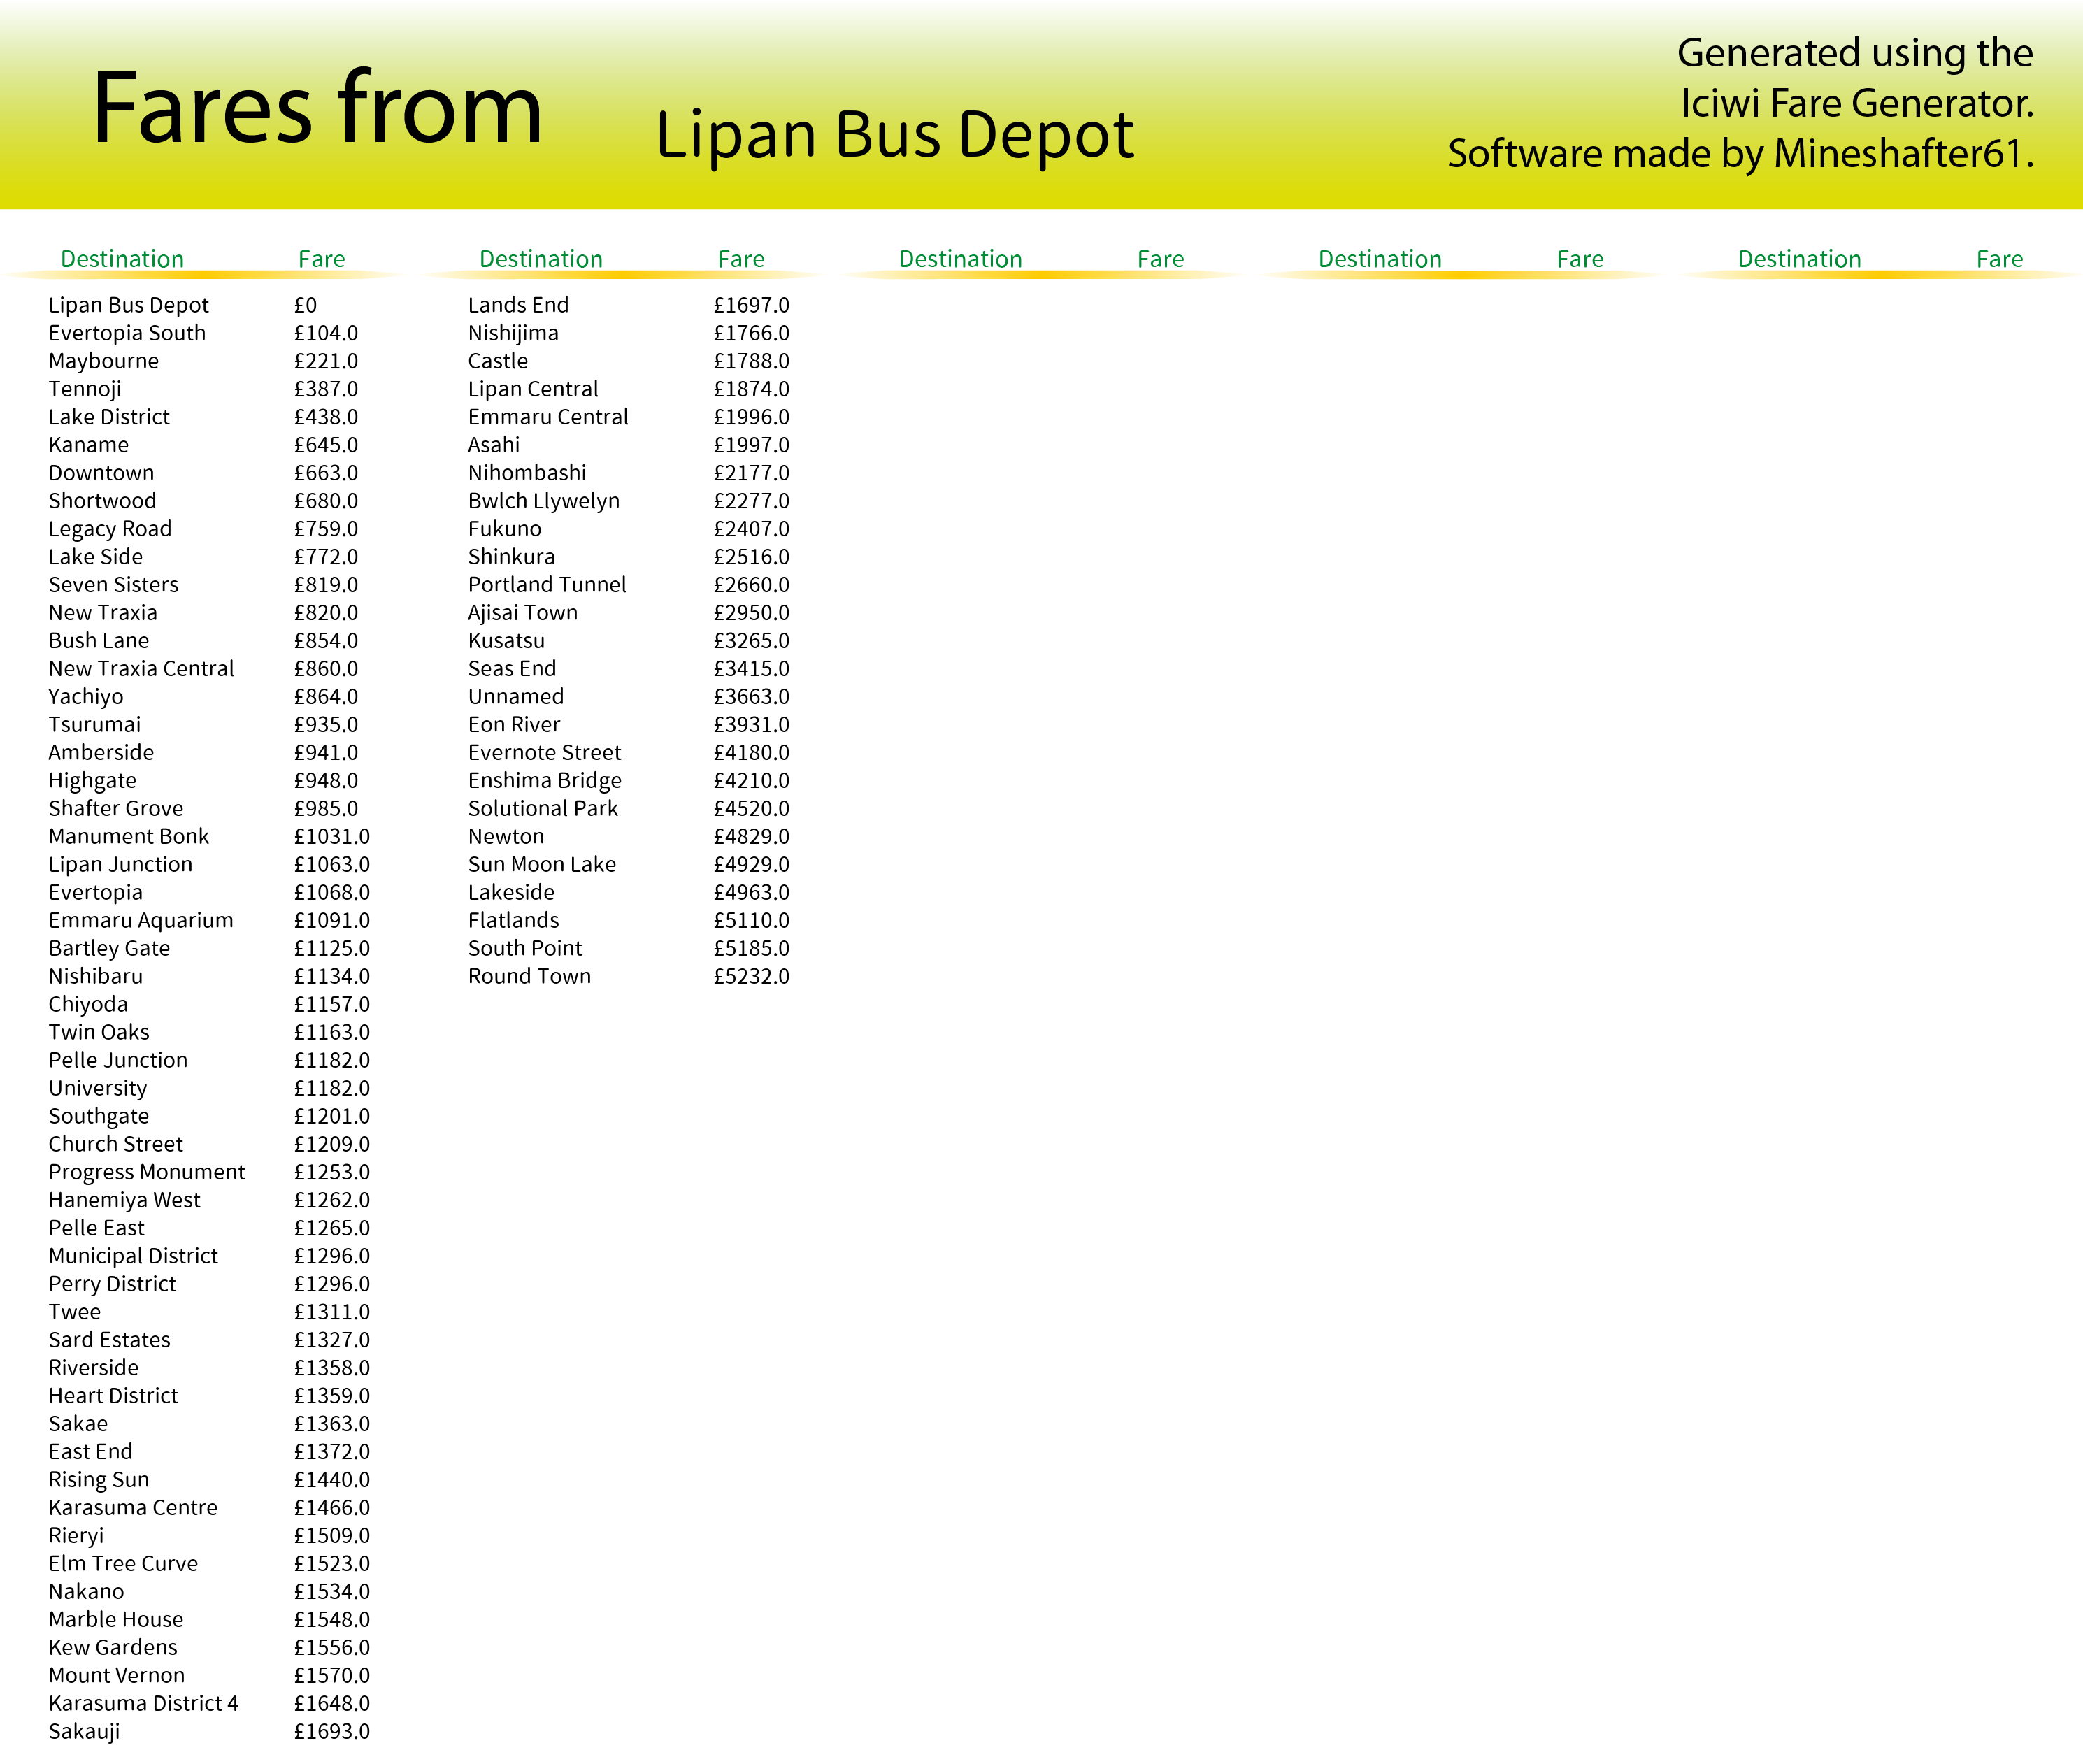 Fares from Lipan Bus Depot
Generated using the
Iciwi Fare Generator.
Software made by Mineshafter61.
Destination Fare
Lipan Bus Depot £0
Evertopia South £104.0
Maybourne £221.0
Tennoji £387.0
Lake District £438.0
Kaname £645.0
Downtown £663.0
Shortwood £680.0
Legacy Road £759.0
Lake Side £772.0
Seven Sisters £819.0
New Traxia £820.0
Bush Lane £854.0
New Traxia Central £860.0
Yachiyo £864.0
Tsurumai £935.0
Amberside £941.0
Highgate £948.0
Shafter Grove £985.0
Manument Bonk £1031.0
Lipan Junction £1063.0
Evertopia £1068.0
Emmaru Aquarium £1091.0
Bartley Gate £1125.0
Nishibaru £1134.0
Chiyoda £1157.0
Twin Oaks £1163.0
Pelle Junction £1182.0
University £1182.0
Southgate £1201.0
Church Street £1209.0
Progress Monument £1253.0
Hanemiya West £1262.0
Pelle East £1265.0
Municipal District £1296.0
Perry District £1296.0
Twee £1311.0
Sard Estates £1327.0
Riverside £1358.0
Heart District £1359.0
Sakae £1363.0
East End £1372.0
Rising Sun £1440.0
Karasuma Centre £1466.0
Rieryi £1509.0
Elm Tree Curve £1523.0
Nakano £1534.0
Marble House £1548.0
Kew Gardens £1556.0
Mount Vernon £1570.0
Karasuma District 4 £1648.0
Sakauji £1693.0
Destination Fare
Lands End £1697.0
Nishijima £1766.0
Castle £1788.0
Lipan Central £1874.0
Emmaru Central £1996.0
Asahi £1997.0
Nihombashi £2177.0
Bwlch Llywelyn £2277.0
Fukuno £2407.0
Shinkura £2516.0
Portland Tunnel £2660.0
Ajisai Town £2950.0
Kusatsu £3265.0
Seas End £3415.0
Unnamed £3663.0
Eon River £3931.0
Evernote Street £4180.0
Enshima Bridge £4210.0
Solutional Park £4520.0
Newton £4829.0
Sun Moon Lake £4929.0
Lakeside £4963.0
Flatlands £5110.0
South Point £5185.0
Round Town £5232.0
Destination Fare
Destination Fare
Destination Fare